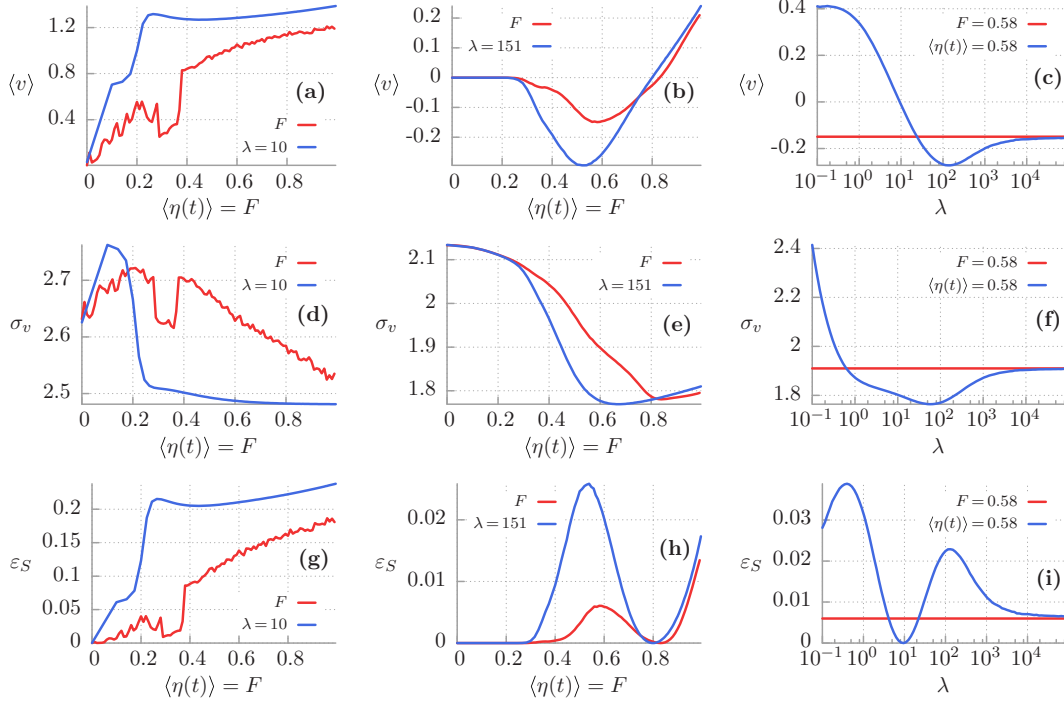 ⟨v⟩
1.2
0.8
0.4
0
0.2
0.4
0.6
0.8
⟨η(t)⟩ = F
(a)
F
λ = 10
⟨v⟩
0.2
0.1
0
-0.1
-0.2
0
0.2
0.4
0.6
0.8
⟨η(t)⟩ = F
(b)
F
λ = 151
⟨v⟩
0.4
0.2
0
-0.2
10⁻¹
10⁰
10¹
10²
10³
10⁴
λ
(c)
F = 0.58
⟨η(t)⟩ = 0.58
σᵥ
2.7
2.6
2.5
0
0.2
0.4
0.6
0.8
⟨η(t)⟩ = F
(d)
F
λ = 10
σᵥ
2.1
2
1.9
1.8
0
0.2
0.4
0.6
0.8
⟨η(t)⟩ = F
(e)
F
λ = 151
σᵥ
2.4
2.2
2
1.8
10⁻¹
10⁰
10¹
10²
10³
10⁴
λ
(f)
F = 0.58
⟨η(t)⟩ = 0.58
ε_S
0.2
0.15
0.1
0.05
0
0
0.2
0.4
0.6
0.8
⟨η(t)⟩ = F
(g)
F
λ = 10
ε_S
0.02
0.01
0
0
0.2
0.4
0.6
0.8
⟨η(t)⟩ = F
(h)
F
λ = 151
ε_S
0.03
0.02
0.01
0
10⁻¹
10⁰
10¹
10²
10³
10⁴
λ
(i)
F = 0.58
⟨η(t)⟩ = 0.58